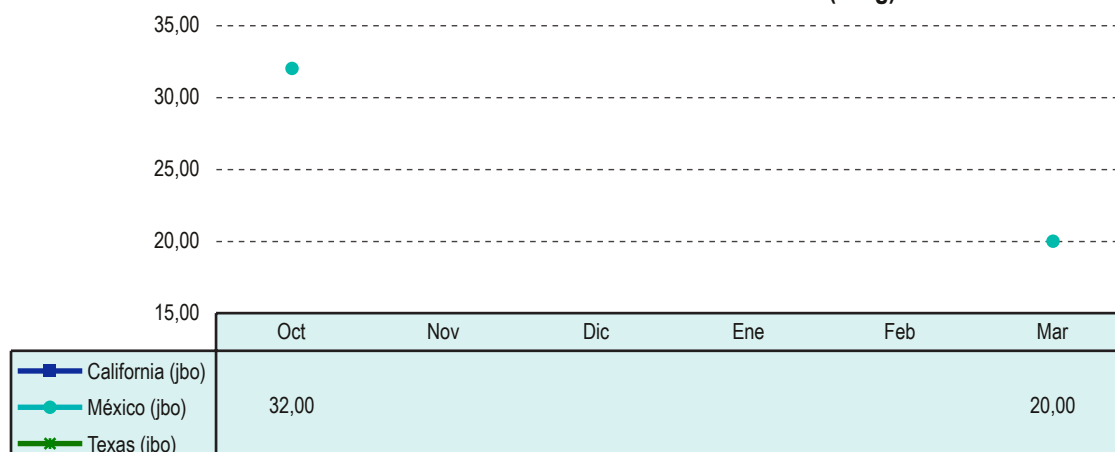 35,00
30,00
25,00
20,00
15,00
Oct Nov Dic Ene Feb Mar
California (jbo)
México (jbo) 32,00 20,00
Texas (jbo)